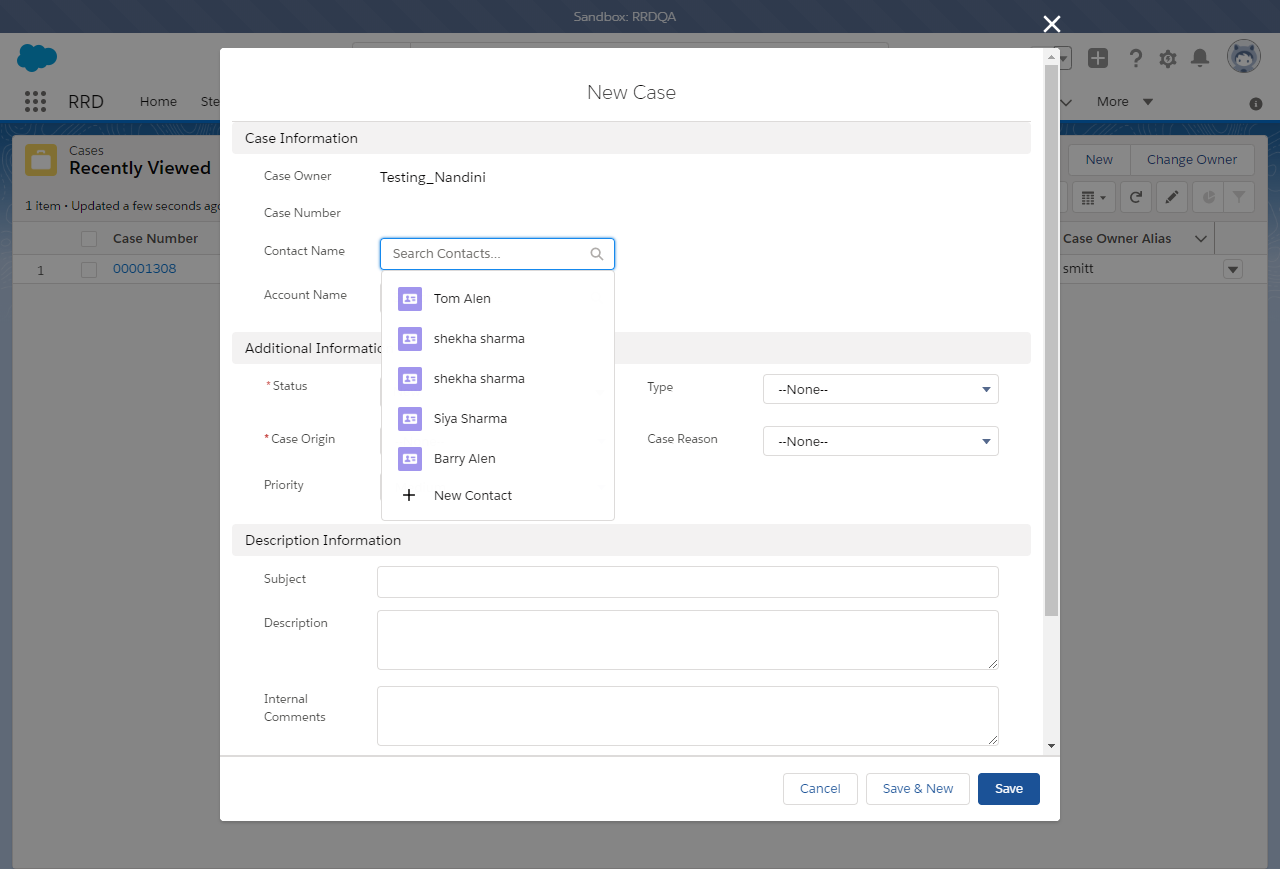 Sandbox: RRDQA
RRD
Home
Ste
More
Cases
Recently Viewed
New
Change Owner
1 item • Updated a few seconds ago
Case Number
Case Owner Alias
1
00001308
smitt
New Case
Case Information
Case Owner
Testing_Nandini
Case Number
Contact Name
Search Contacts...
Account Name
Tom Alen
shekha sharma
shekha sharma
Siya Sharma
Barry Alen
New Contact
Additional Informatic
*Status
Type
--None--
*Case Origin
Case Reason
--None--
Priority
Description Information
Subject
Description
Internal
Comments
Cancel
Save & New
Save